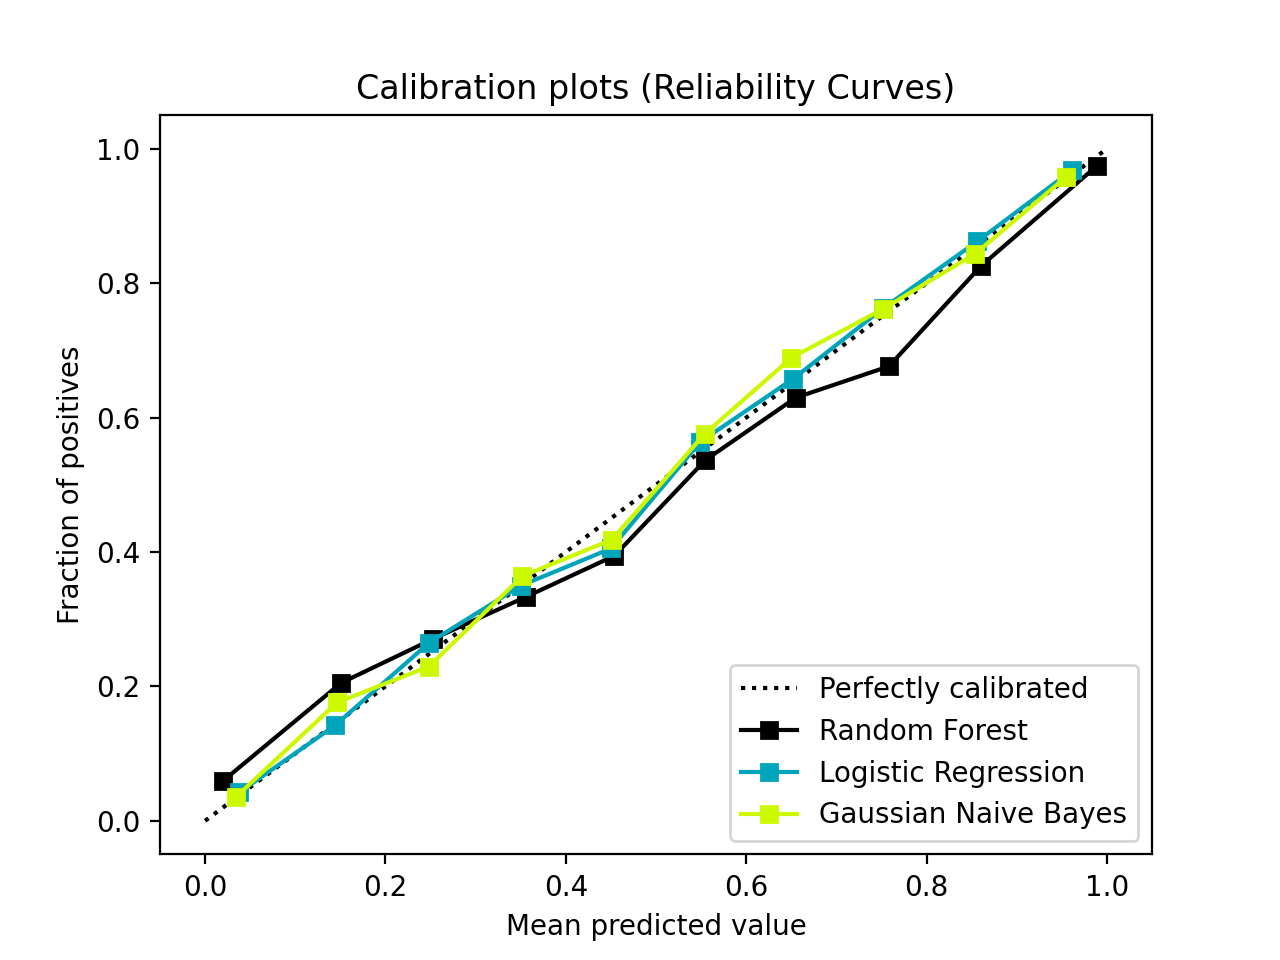 Calibration plots (Reliability Curves)
1.0
0.8
0.6
0.4
0.2
0.0
Fraction of positives
Perfectly calibrated
Random Forest
Logistic Regression
Gaussian Naive Bayes
0.0 0.2 0.4 0.6 0.8 1.0
Mean predicted value